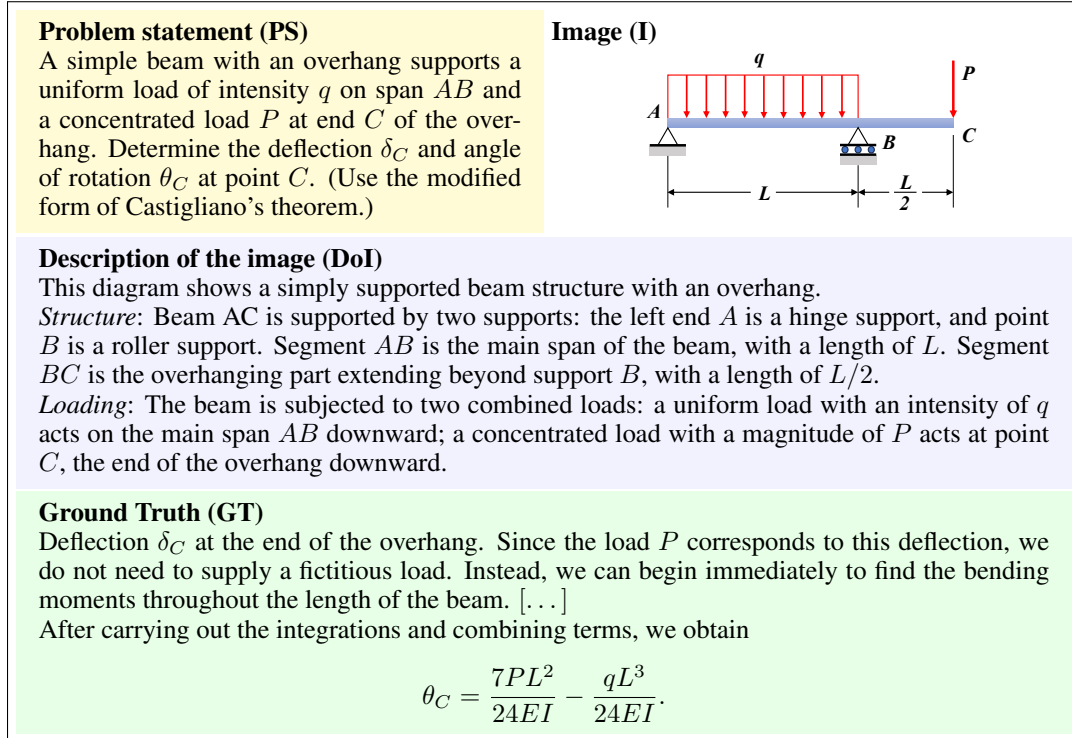 Problem statement (PS)
A simple beam with an overhang supports a
uniform load of intensity q on span AB and
a concentrated load P at end C of the over-
hang. Determine the deflection δ_C and angle
of rotation θ_C at point C. (Use the modified
form of Castigliano's theorem.)
Image (I)
q
P
A
B
C
L
L/2
Description of the image (DoI)
This diagram shows a simply supported beam structure with an overhang.
Structure: Beam AC is supported by two supports: the left end A is a hinge support, and point
B is a roller support. Segment AB is the main span of the beam, with a length of L. Segment
BC is the overhanging part extending beyond support B, with a length of L/2.
Loading: The beam is subjected to two combined loads: a uniform load with an intensity of q
acts on the main span AB downward; a concentrated load with a magnitude of P acts at point
C, the end of the overhang downward.
Ground Truth (GT)
Deflection δ_C at the end of the overhang. Since the load P corresponds to this deflection, we
do not need to supply a fictitious load. Instead, we can begin immediately to find the bending
moments throughout the length of the beam. [. . . ]
After carrying out the integrations and combining terms, we obtain
θ_C = 7PL²/24EI − qL³/24EI.